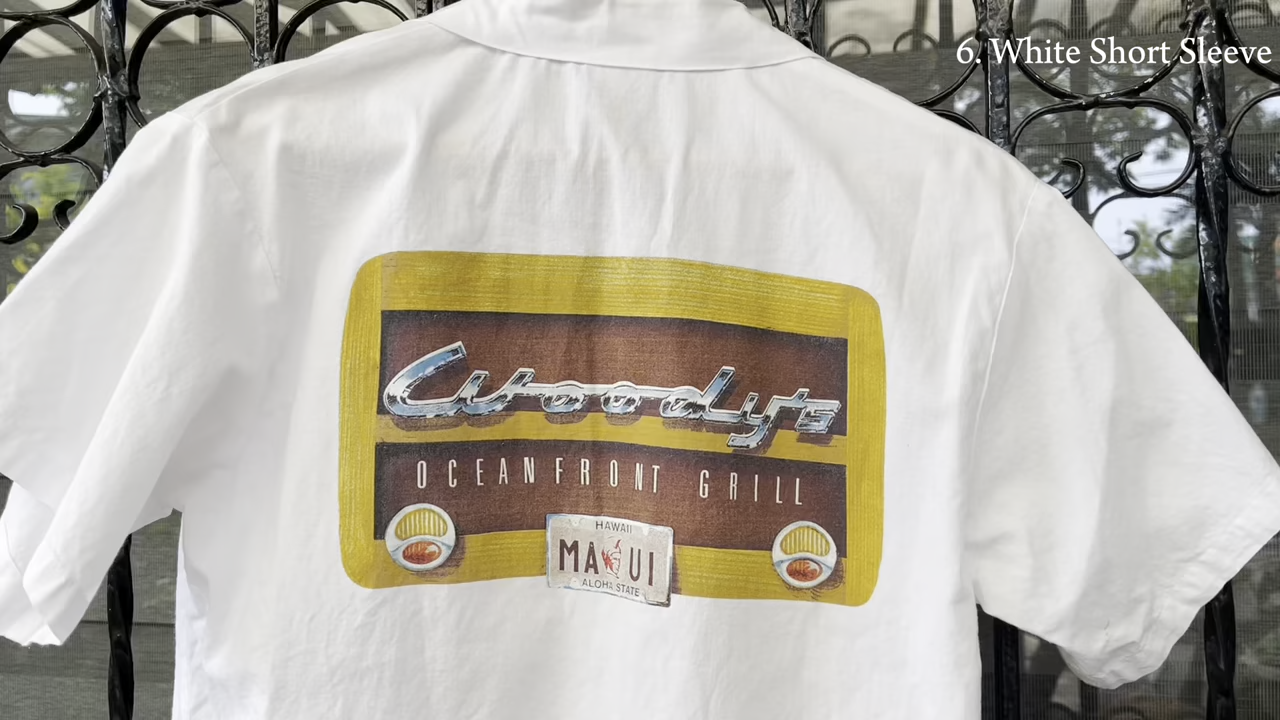 6. White Short Sleeve
Woody's
OCEANFRONT GRILL
HAWAII
MAUI
ALOHA STATE